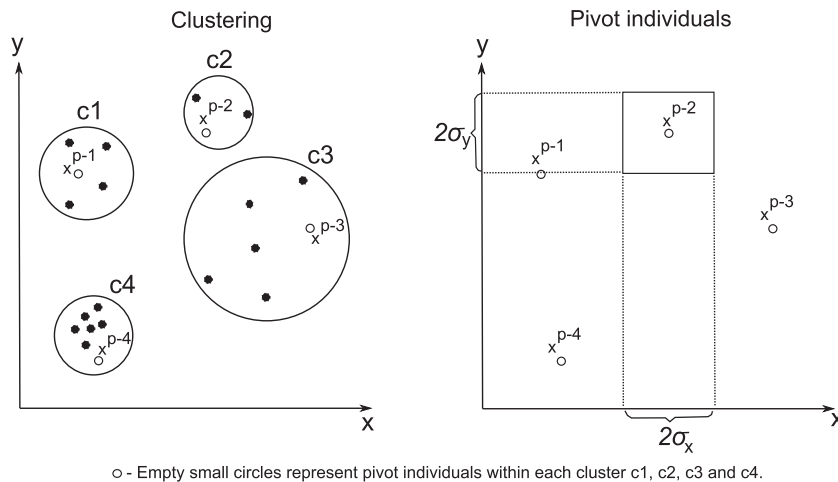 Clustering
Pivot individuals
y
c1
x p-1
c2
x p-2
c3
x p-3
c4
x p-4
x
y
2σy
x p-1
x p-2
x p-3
x p-4
2σx
x
- Empty small circles represent pivot individuals within each cluster c1, c2, c3 and c4.